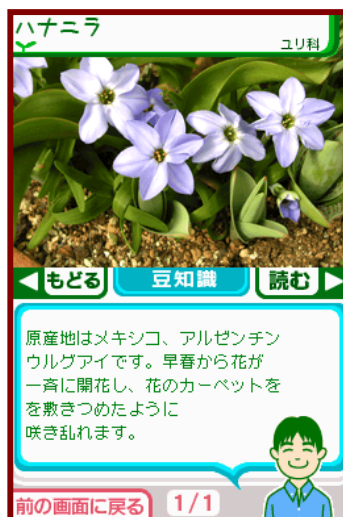 ハナニラ
ユリ科
もどる
豆知識
読む
原産地はメキシコ、アルゼンチン
ウルグアイです。早春から花が
一斉に開花し、花のカーペットを
を敷きつめたように
咲き乱れます。
前の画面に戻る
1/1